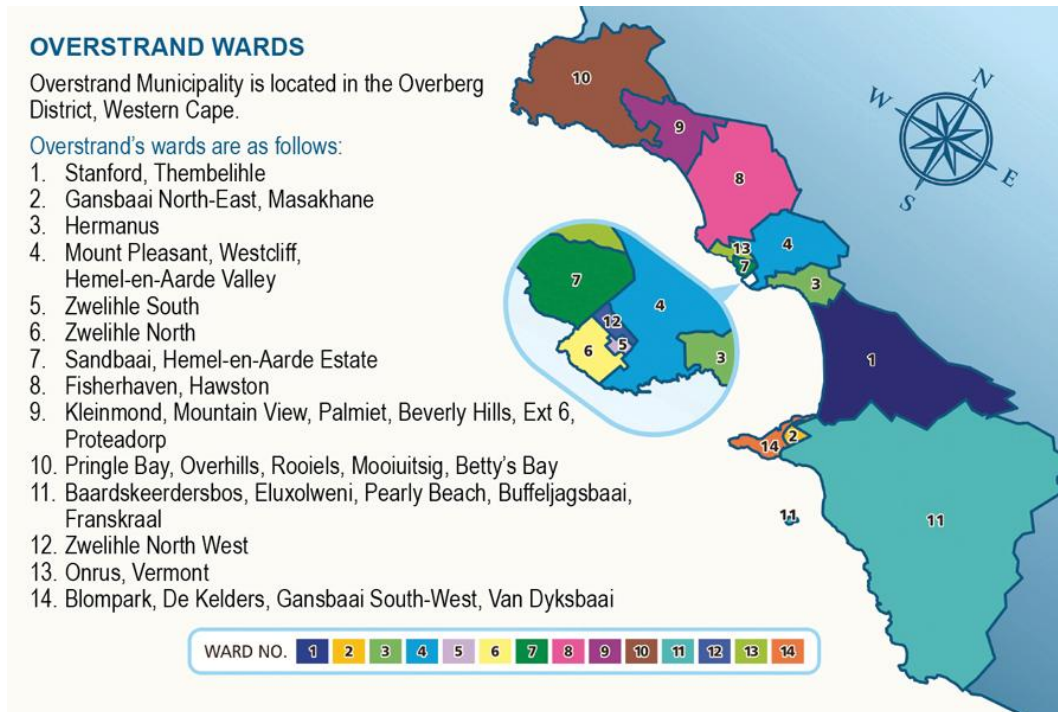 OVERSTRAND WARDS
Overstrand Municipality is located in the Overberg
District, Western Cape.
Overstrand's wards are as follows:
1. Stanford, Thembelihle
2. Gansbaai North-East, Masakhane
3. Hermanus
4. Mount Pleasant, Westcliff,
Hemel-en-Aarde Valley
5. Zwelihle South
6. Zwelihle North
7. Sandbaai, Hemel-en-Aarde Estate
8. Fisherhaven, Hawston
9. Kleinmond, Mountain View, Palmiet, Beverly Hills, Ext 6,
Proteadorp
10. Pringle Bay, Overhills, Rooiels, Mooiuitsig, Betty's Bay
11. Baardskeerdersbos, Eluxolweni, Pearly Beach, Buffeljagsbaai,
Franskraal
12. Zwelihle North West
13. Onrus, Vermont
14. Blompark, De Kelders, Gansbaai South-West, Van Dyksbaai
10
9
8
13
7
4
3
1
2
14
11
11
7
4
12
5
6
3
N
W
E
S
WARD NO. 1 2 3 4 5 6 7 8 9 10 11 12 13 14